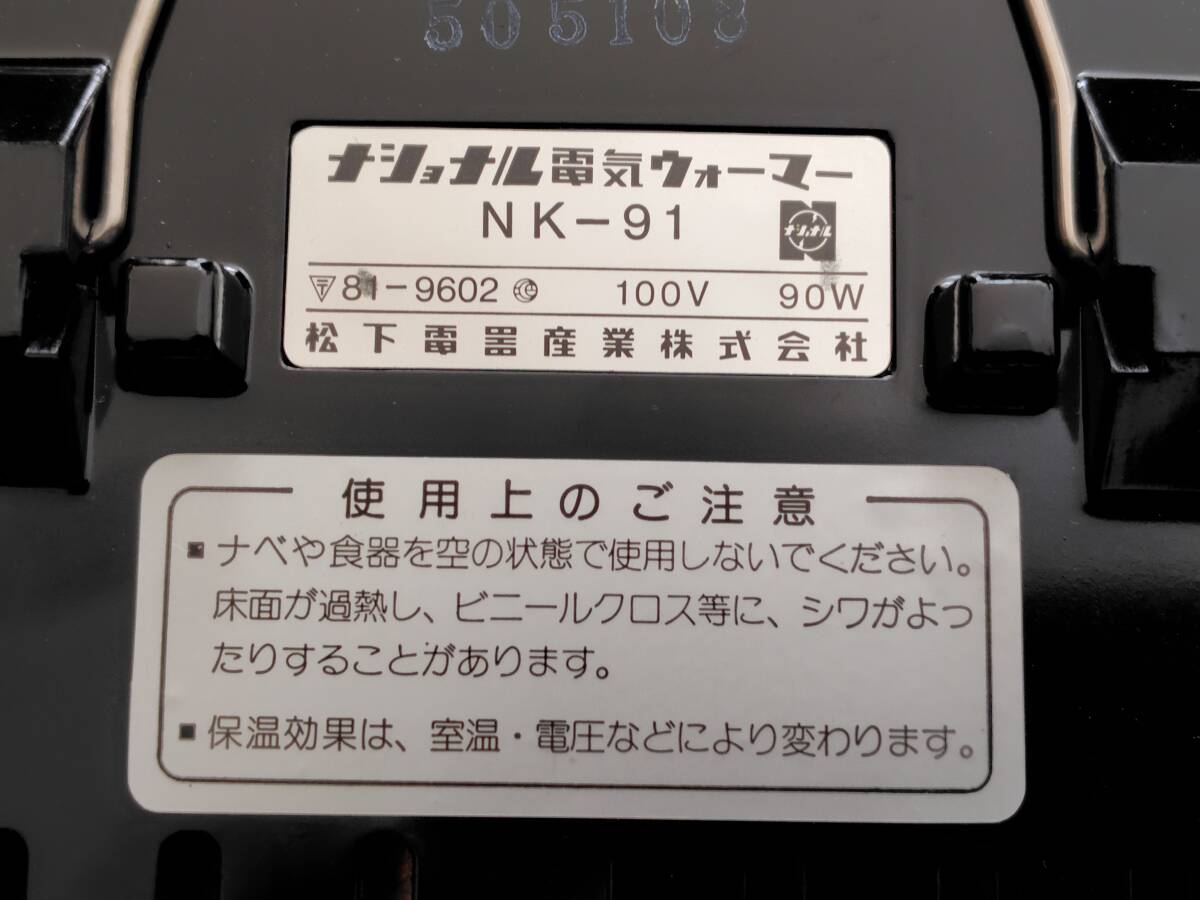 505108
ナショナル電気ウォーマー
NK-91
ナショナル
〒81-9602 100V 90W
松下電器産業株式会社
使用上のご注意
■ナベや食器を空の状態で使用しないでください。
床面が過熱し、ビニールクロス等に、シワがよっ
たりすることがあります。
■保温効果は、室温・電圧などにより変わります。